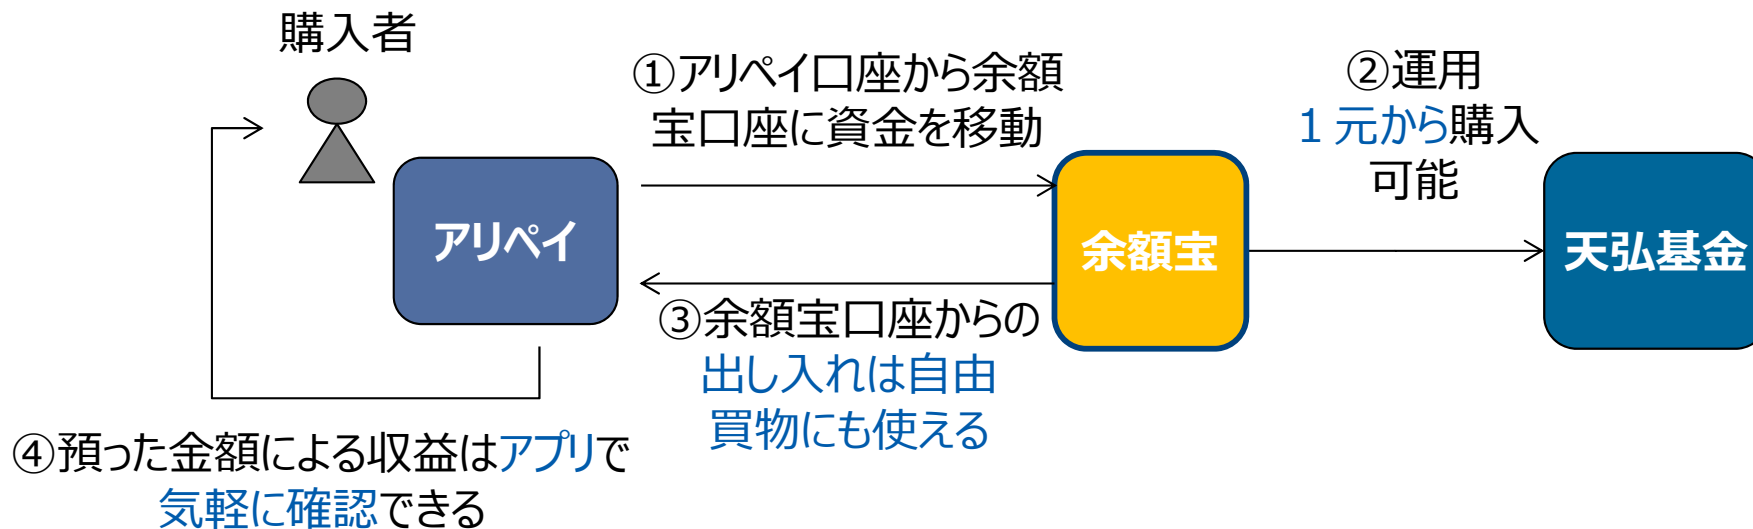 購入者
①アリペイ口座から余額
宝口座に資金を移動
②運用
1 元から購入
可能
アリペイ
余額宝
天弘基金
③余額宝口座からの
出し入れは自由
買物にも使える
④預った金額による収益はアプリで
気軽に確認できる